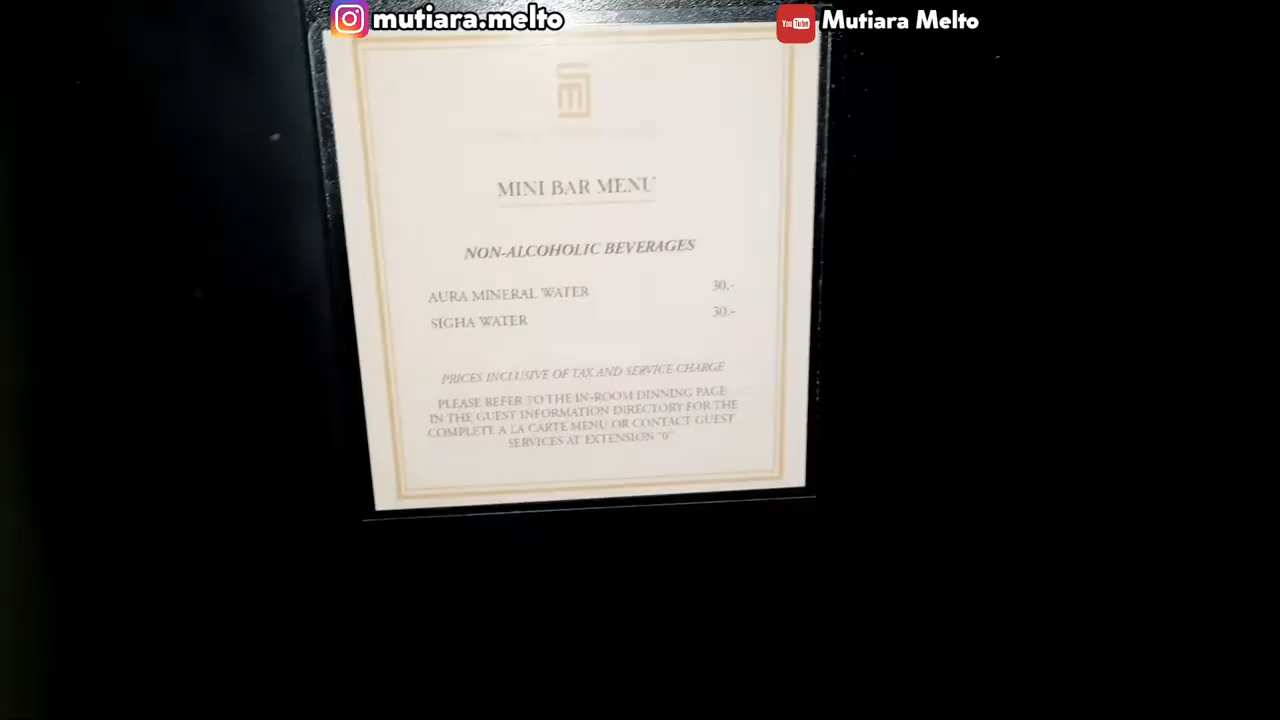 mutiara.melto
You Tube Mutiara Melto
MINI BAR MENU
NON-ALCOHOLIC BEVERAGES
AURA MINERAL WATER 30.-
SIGHA WATER 30.-
PRICES INCLUSIVE OF TAX AND SERVICE CHARGE
PLEASE REFER TO THE IN-ROOM DINNING PAGE
IN THE GUEST INFORMATION DIRECTORY FOR THE
COMPLETE A LA CARTE MENU OR CONTACT GUEST
SERVICES AT EXTENSION "0"